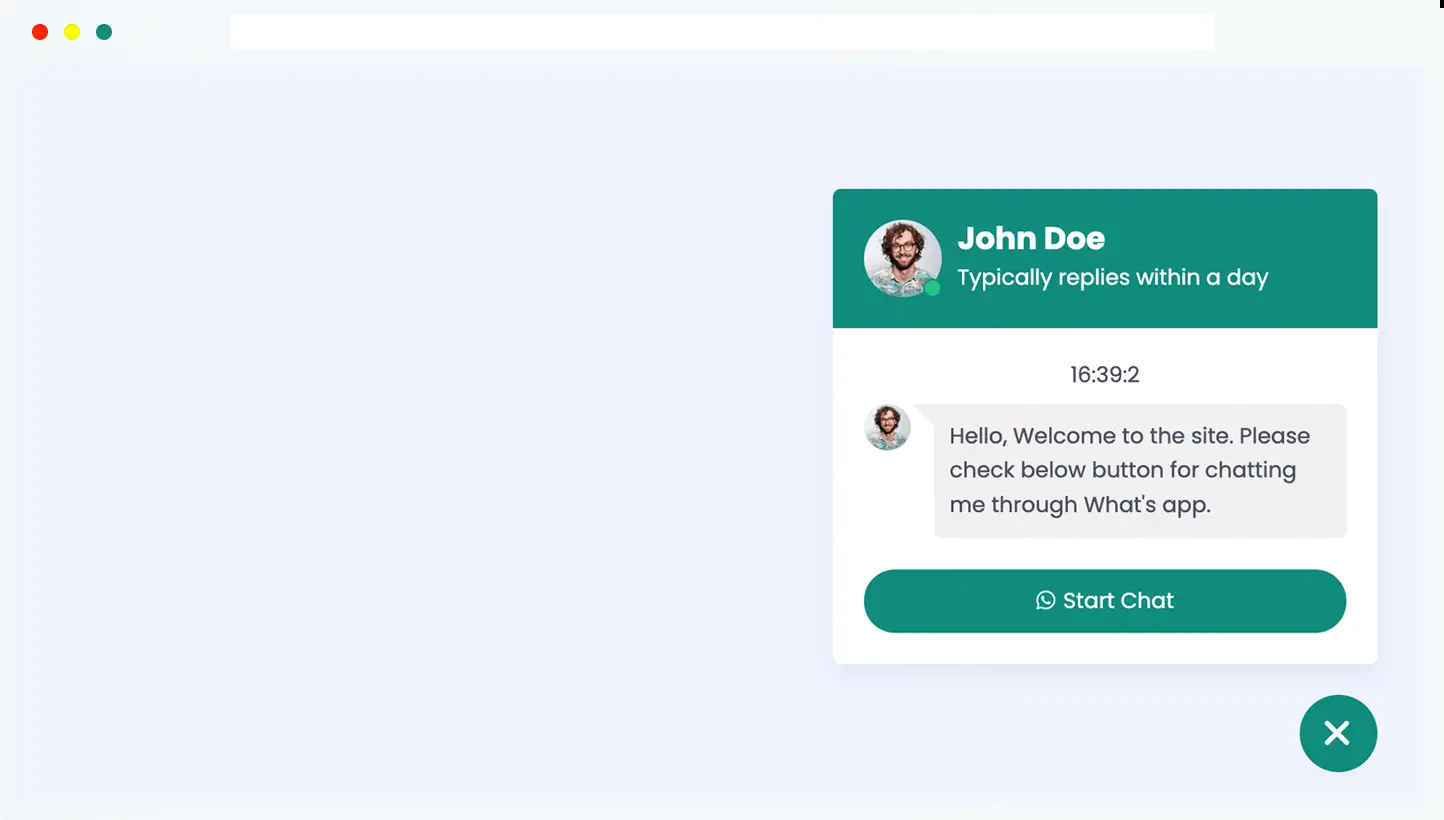 John Doe
Typically replies within a day
16:39:2
Hello, Welcome to the site. Please
check below button for chatting
me through What's app.
Start Chat